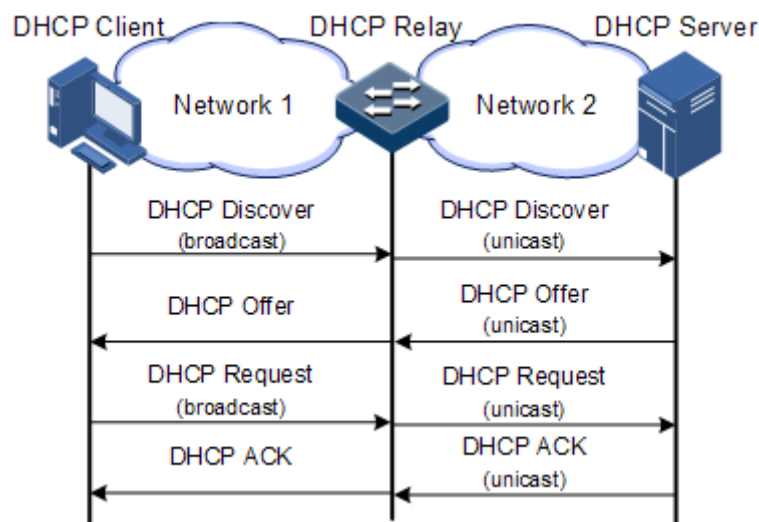 DHCP Client DHCP Relay DHCP Server
Network 1 Network 2
DHCP Discover DHCP Discover
(broadcast) (unicast)
DHCP Offer DHCP Offer
(unicast)
DHCP Request DHCP Request
(broadcast) (unicast)
DHCP ACK DHCP ACK
(unicast)